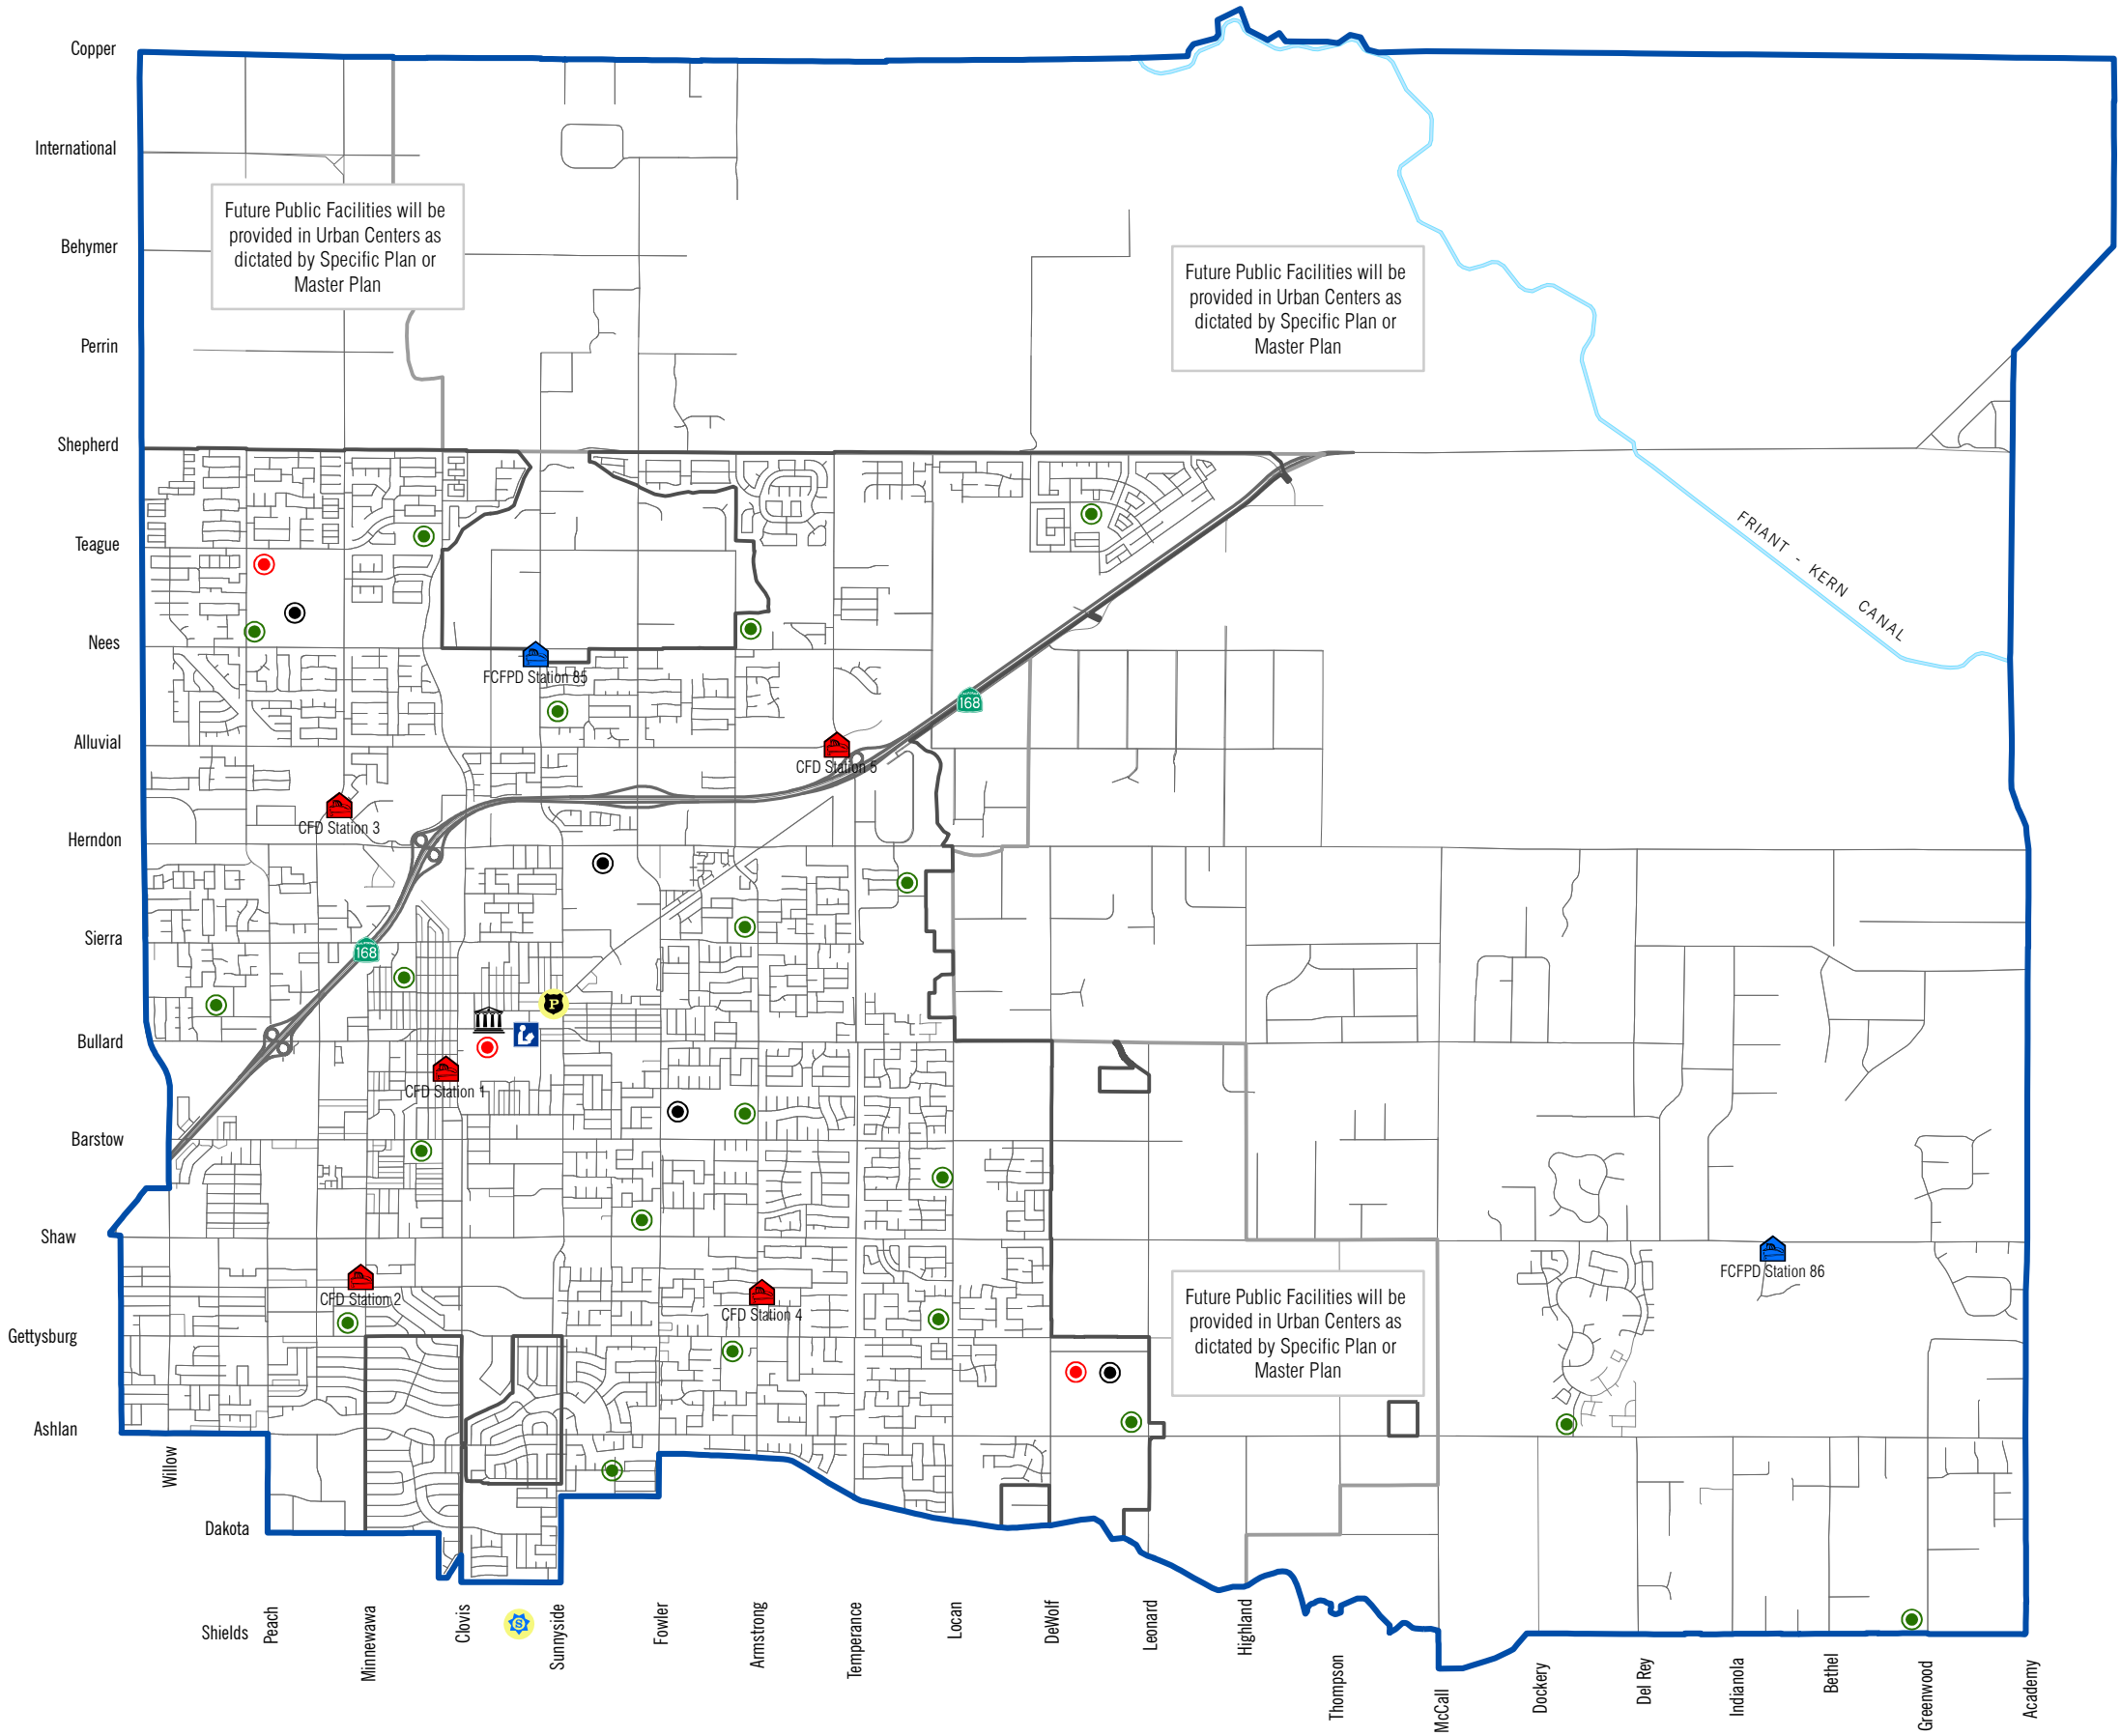 Copper
International
Behymer
Perrin
Shepherd
Teague
Nees
Alluvial
Herndon
Sierra
Bullard
Barstow
Shaw
Gettysburg
Ashlan
Dakota
Shields
Future Public Facilities will be
provided in Urban Centers as
dictated by Specific Plan or
Master Plan
Future Public Facilities will be
provided in Urban Centers as
dictated by Specific Plan or
Master Plan
FRIANT - KERN CANAL
FCFPD Station 85
168
CFD Station 5
CFD Station 3
168
P
CFD Station 1
FCFPD Station 86
CFD Station 2
CFD Station 4
Future Public Facilities will be
provided in Urban Centers as
dictated by Specific Plan or
Master Plan
S
Willow
Peach
Minnewawa
Clovis
Sunnyside
Fowler
Armstrong
Temperance
Locan
DeWolf
Leonard
Highland
Thompson
McCall
Dockery
Del Rey
Indianola
Bethel
Greenwood
Academy